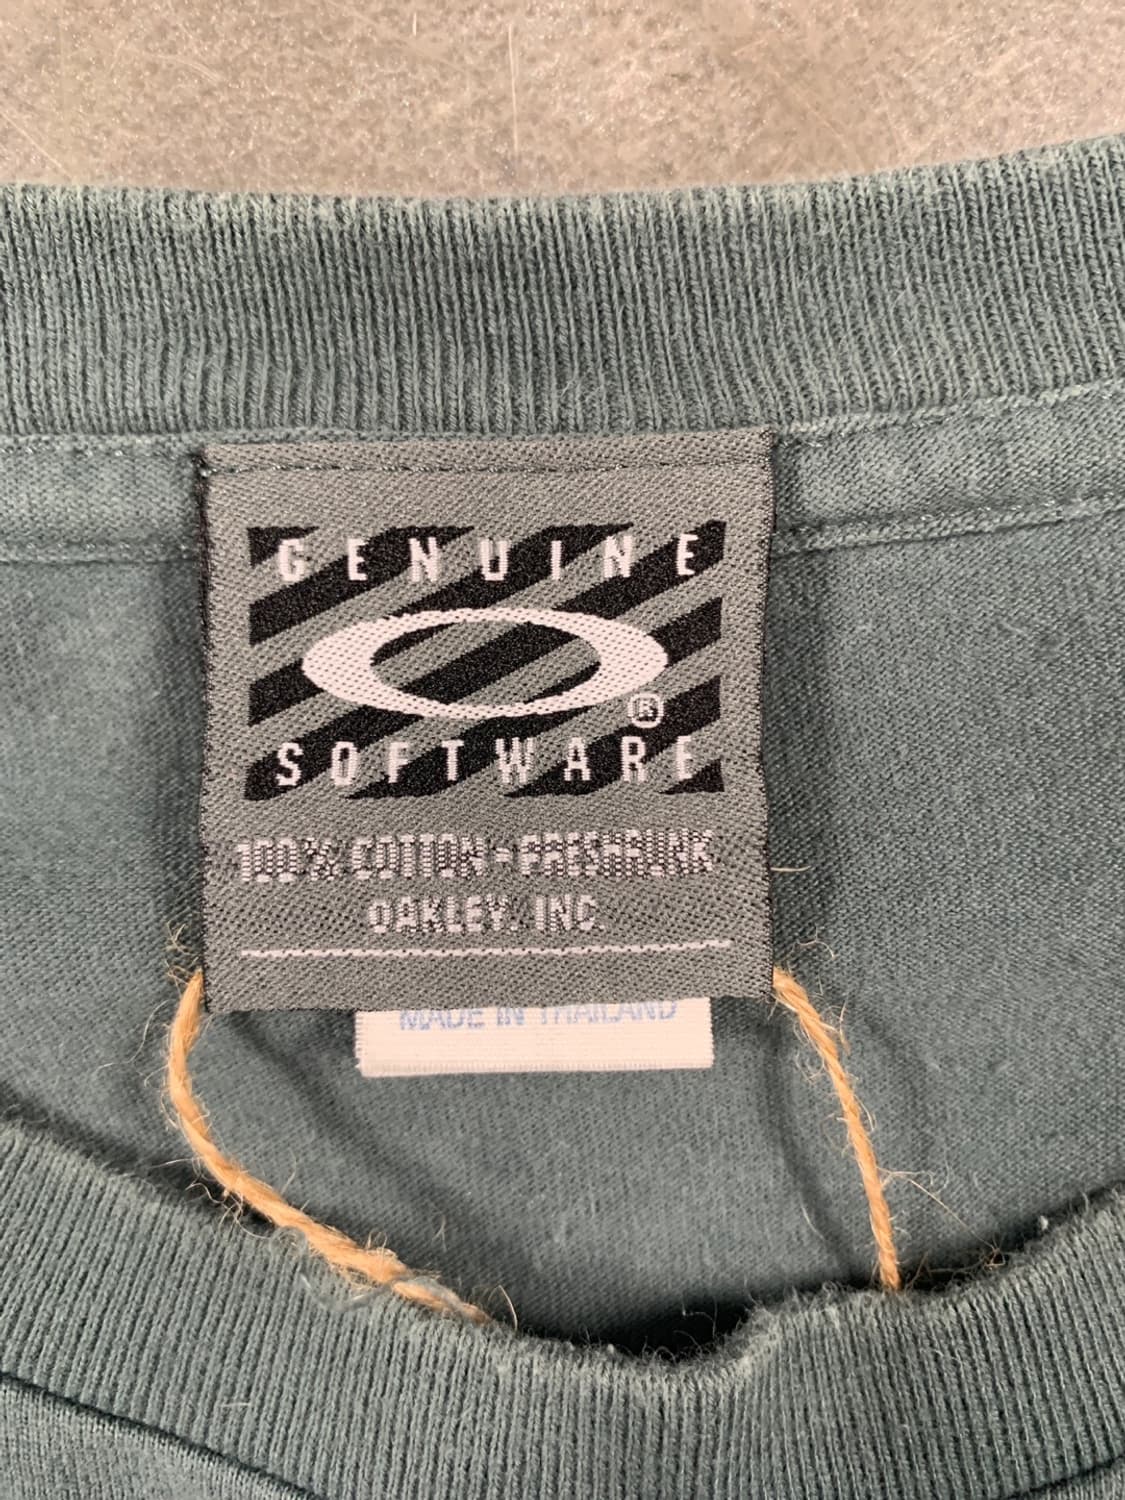 GENUINE
®
SOFTWARE
100% COTTON - PRESHRUNK
OAKLEY, INC.
MADE IN THAILAND